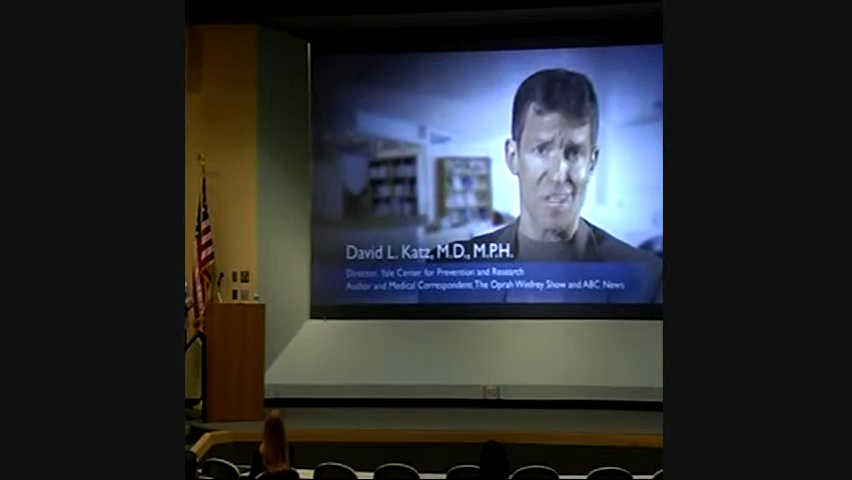 David L. Katz, M.D., M.P.H.
Director, Yale Center for Prevention and Research
Author and Medical Correspondent, The Oprah Winfrey Show and ABC News